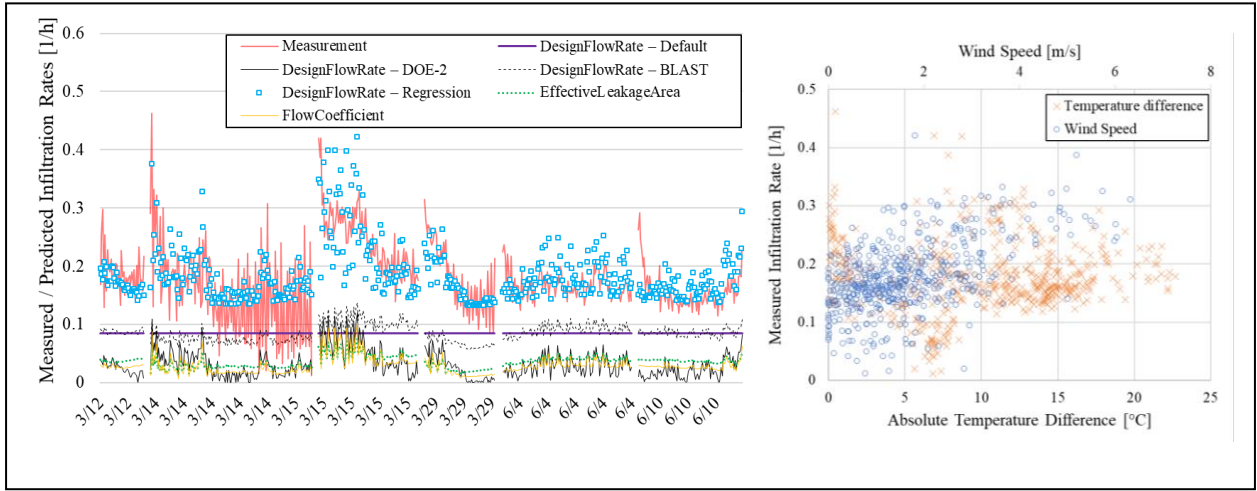 Measured / Predicted Infiltration Rates [1/h]
0.6
0.5
0.4
0.3
0.2
0.1
0
Measurement
DesignFlowRate – Default
DesignFlowRate – DOE-2
DesignFlowRate – BLAST
DesignFlowRate – Regression
EffectiveLeakageArea
FlowCoefficient
3/12
3/12
3/14
3/14
3/14
3/14
3/14
3/15
3/15
3/15
3/15
3/15
3/29
3/29
3/29
6/4
6/4
6/4
6/4
6/4
6/10
6/10
6/10
Wind Speed [m/s]
0 2 4 6 8
Measured Infiltration Rate [1/h]
0.5
0.4
0.3
0.2
0.1
0
Temperature difference
Wind Speed
0 5 10 15 20 25
Absolute Temperature Difference [°C]